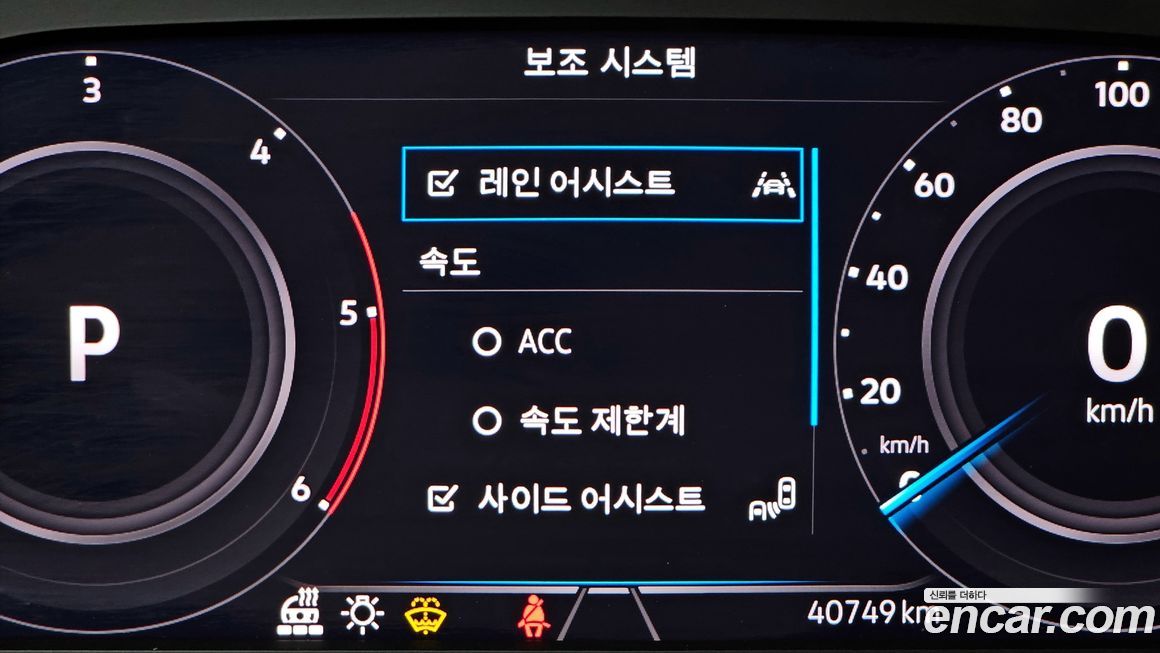 보조 시스템
3
4
5
6
P
레인 어시스트
속도
ACC
속도 제한계
사이드 어시스트
100
80
60
40
20
km/h
0
0
km/h
40749 km
신뢰를 더하다
encar.com